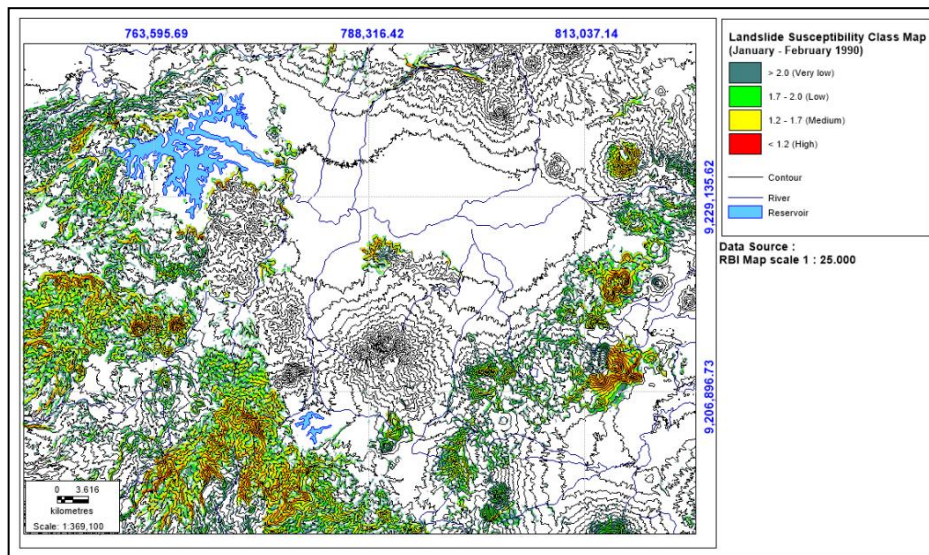 763,595.69 788,316.42 813,037.14
9,229,135.62
9,206,896.73
0 3.616
kilometres
Scale: 1:369,100
Landslide Susceptibility Class Map
(January - February 1990)
> 2.0 (Very low)
1.7 - 2.0 (Low)
1.2 - 1.7 (Medium)
< 1.2 (High)
Contour
River
Reservoir
Data Source :
RBI Map scale 1 : 25.000